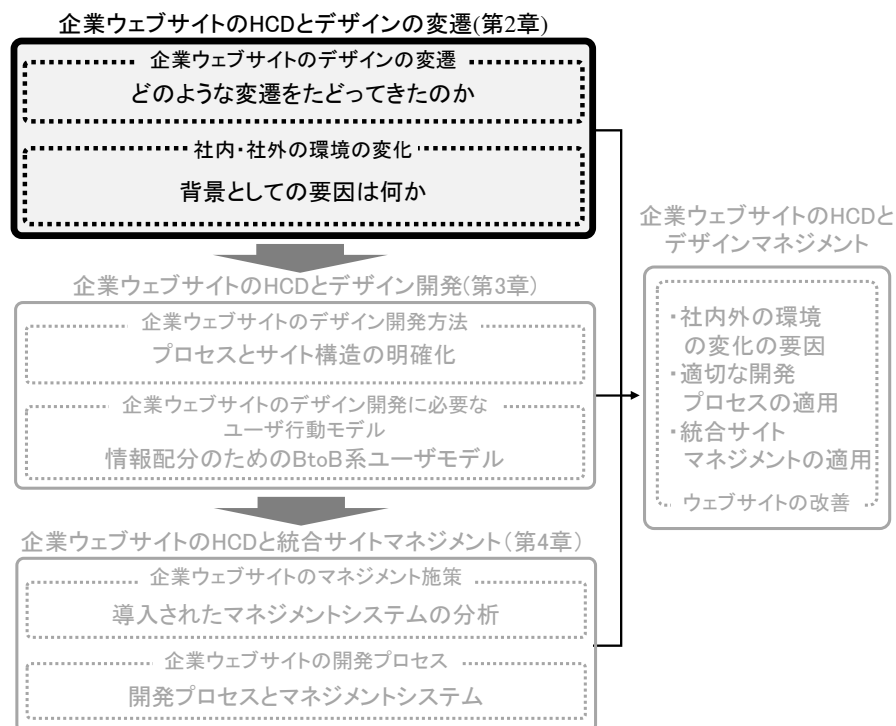 企業ウェブサイトのHCDとデザインの変遷(第2章)
企業ウェブサイトのデザインの変遷
どのような変遷をたどってきたのか
社内・社外の環境の変化
背景としての要因は何か
企業ウェブサイトのHCDとデザイン開発(第3章)
企業ウェブサイトのデザイン開発方法
プロセスとサイト構造の明確化
企業ウェブサイトのデザイン開発に必要な
ユーザ行動モデル
情報配分のためのBtoB系ユーザモデル
企業ウェブサイトのHCDと統合サイトマネジメント(第4章)
企業ウェブサイトのマネジメント施策
導入されたマネジメントシステムの分析
企業ウェブサイトの開発プロセス
開発プロセスとマネジメントシステム
企業ウェブサイトのHCDと
デザインマネジメント
・社内外の環境
の変化の要因
・適切な開発
プロセスの適用
・統合サイト
マネジメントの適用
ウェブサイトの改善